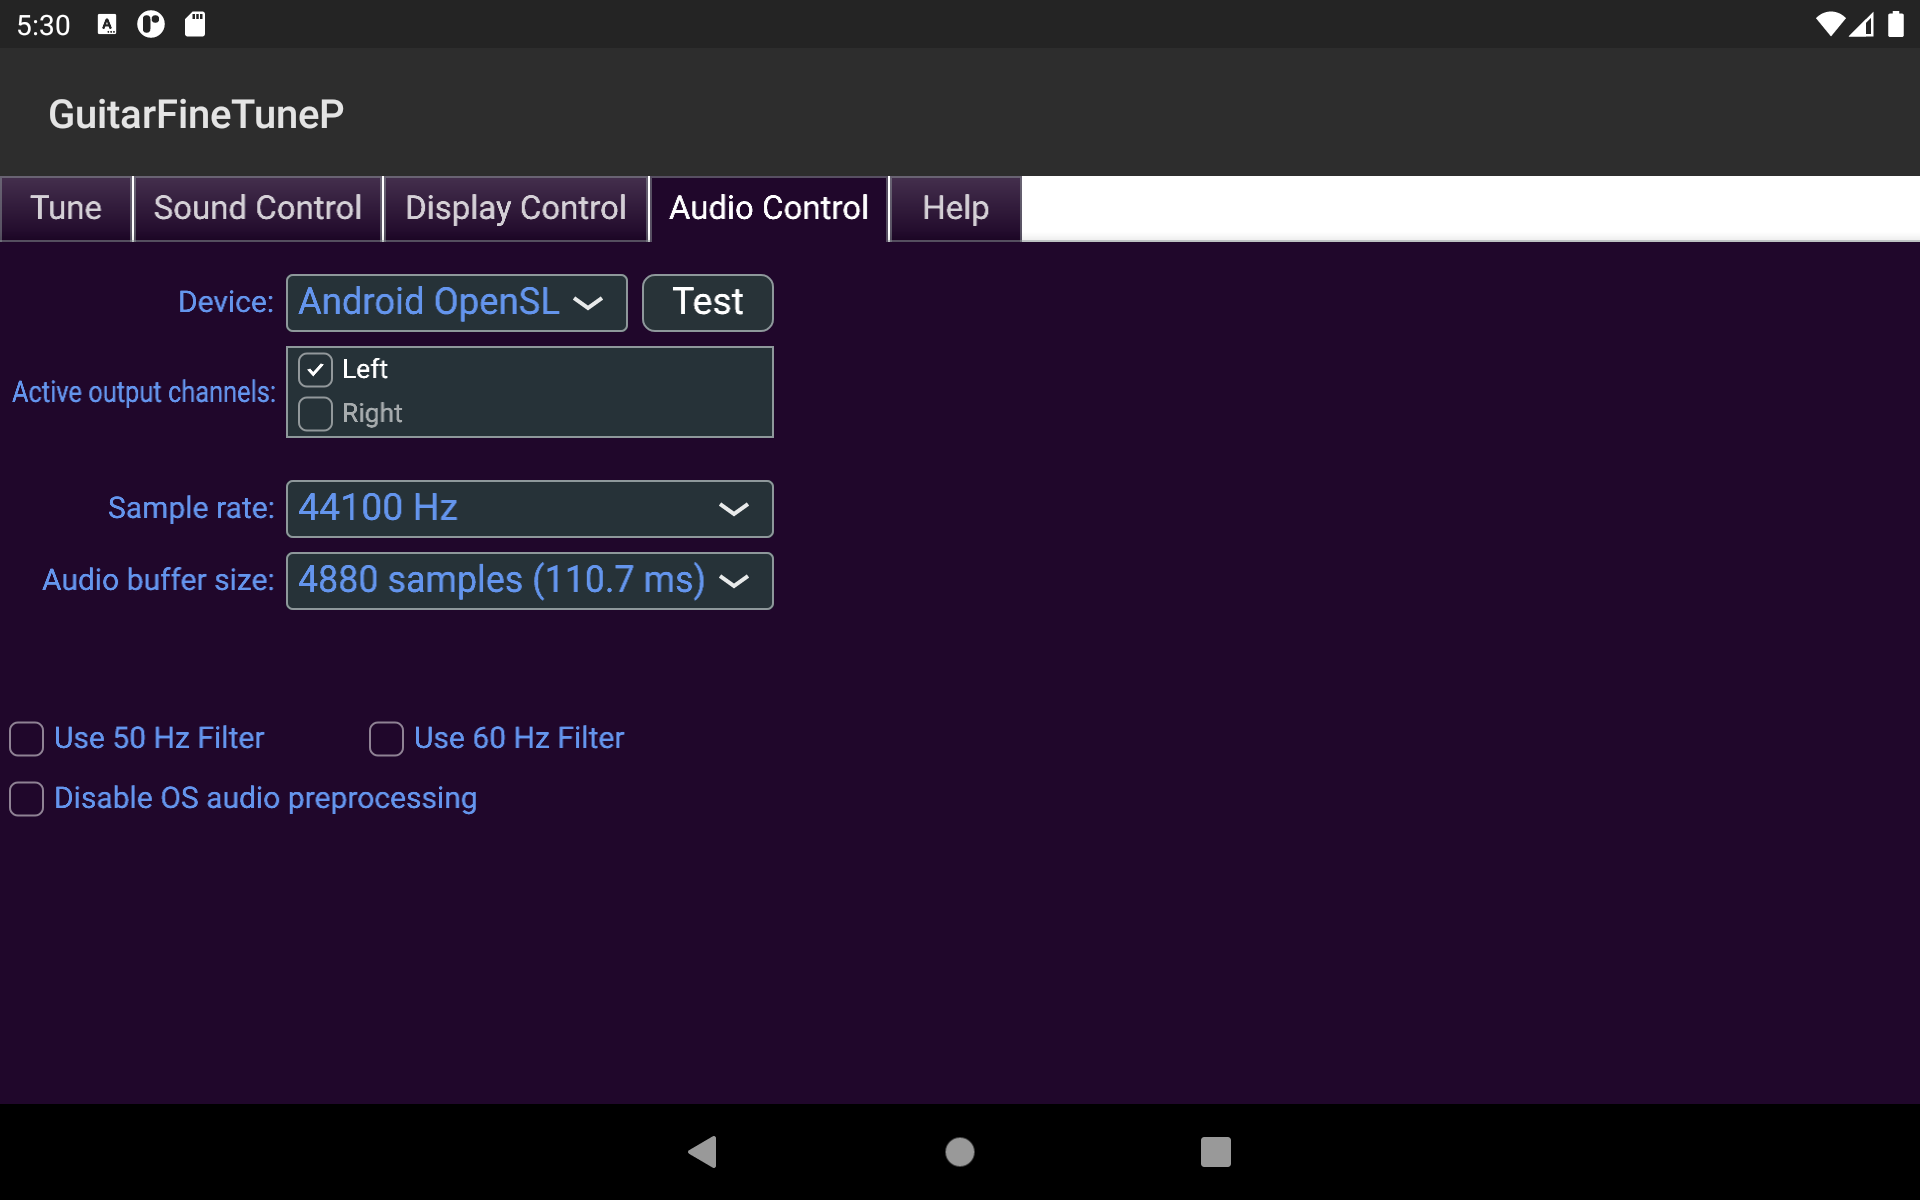 5:30
GuitarFineTuneP
Tune Sound Control Display Control Audio Control Help
Device: Android OpenSL Test
Left
Active output channels:
Right
Sample rate: 44100 Hz
Audio buffer size: 4880 samples (110.7 ms)
Use 50 Hz Filter Use 60 Hz Filter
Disable OS audio preprocessing